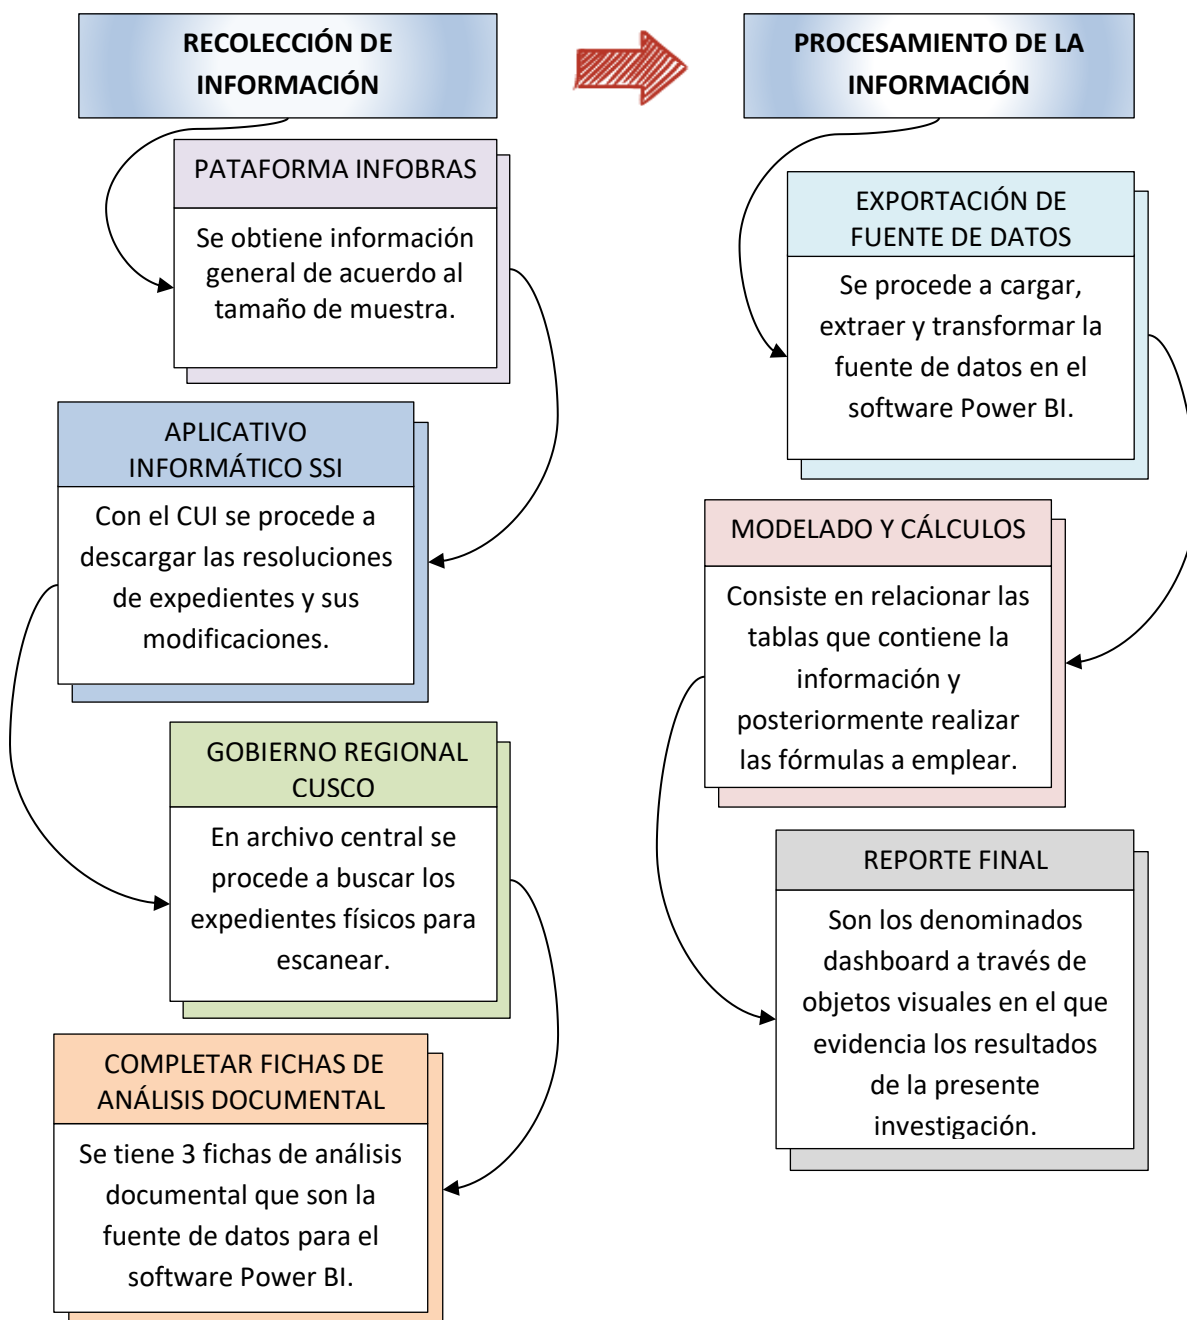 RECOLECCIÓN DE
INFORMACIÓN
PATAFORMA INFOBRAS
Se obtiene información
general de acuerdo al
tamaño de muestra.
APLICATIVO
INFORMÁTICO SSI
Con el CUI se procede a
descargar las resoluciones
de expedientes y sus
modificaciones.
GOBIERNO REGIONAL
CUSCO
En archivo central se
procede a buscar los
expedientes físicos para
escanear.
COMPLETAR FICHAS DE
ANÁLISIS DOCUMENTAL
Se tiene 3 fichas de análisis
documental que son la
fuente de datos para el
software Power BI.
PROCESAMIENTO DE LA
INFORMACIÓN
EXPORTACIÓN DE
FUENTE DE DATOS
Se procede a cargar,
extraer y transformar la
fuente de datos en el
software Power BI.
MODELADO Y CÁLCULOS
Consiste en relacionar las
tablas que contiene la
información y
posteriormente realizar
las fórmulas a emplear.
REPORTE FINAL
Son los denominados
dashboard a través de
objetos visuales en el que
evidencia los resultados
de la presente
investigación.